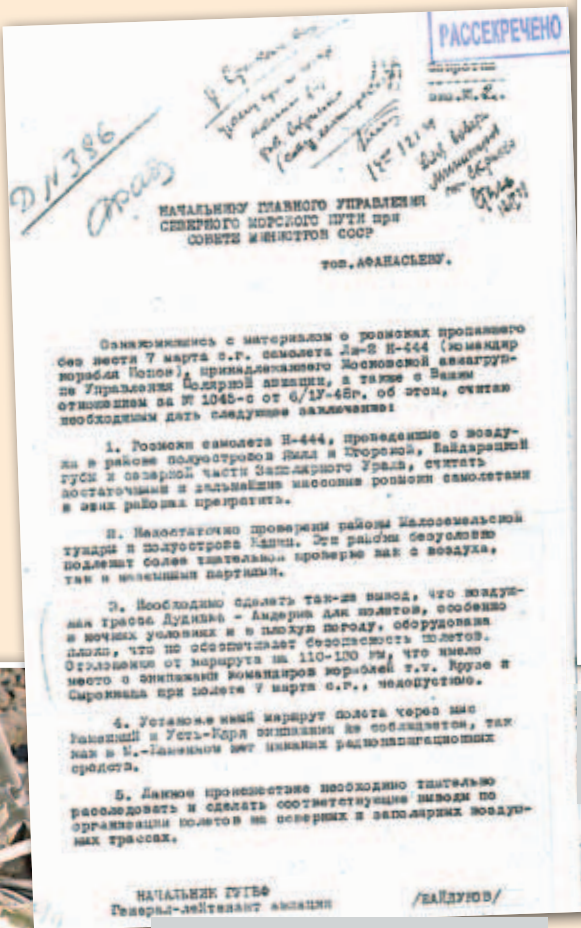 РАССЕКРЕЧЕНО
Секретно
экз.№ 2.
Д N 386
НАЧАЛЬНИКУ ГЛАВНОГО УПРАВЛЕНИЯ
СЕВЕРНОГО МОРСКОГО ПУТИ при
СОВЕТЕ МИНИСТРОВ СССР
тов.АФАНАСЬЕВУ.
Ознакомившись с материалом о розысках пропавшего
без вести 7 марта с.г. самолета Ли-2 Н-444 (командир
корабля Попов), принадлежавшего Московской авиагруп-
пе Управления Полярной авиации, а также с Вашим
отношением за № 1045-с от 6/1У-48г. об этом, считаю
необходимым дать следующее заключение:
1. Розыски самолета Н-444, проведенные с возду-
ха в районе полуостровов Ямал и Югорский, Байдарацкой
губы и северной части Заполярного Урала, считать
достаточными и дальнейшие массовые розыски самолетами
в этих районах прекратить.
2. Недостаточно проверены районы Малоземельской
тундры и полуострова Канин. Эти районы безусловно
подлежат более тщательной проверке как с воздуха,
так и наземными партиями.
3. Необходимо сделать так-же вывод, что воздуш-
ная трасса Дудинка - Амдерма для полетов, особенно
в ночных условиях и в плохую погоду, оборудована
плохо, что не обеспечивает безопасность полетов.
Отклонения от маршрута на 110-130 км, что имело
место с экипажами командиров кораблей т.т. Крузе и
Сырокваша при полете 7 марта с.г., недопустимо.
4. Установленный маршрут полета через мыс
Каменный и Усть-Кара экипажами не соблюдается, так
как в М.-Каменном нет никаких радионавигационных
средств.
5. Данное происшествие необходимо тщательно
расследовать и сделать соответствующие выводы по
организации полетов на северных и заполярных воздуш-
ных трассах.
НАЧАЛЬНИК ГУГВФ
Генерал-лейтенант авиации /БАЙДУКОВ/